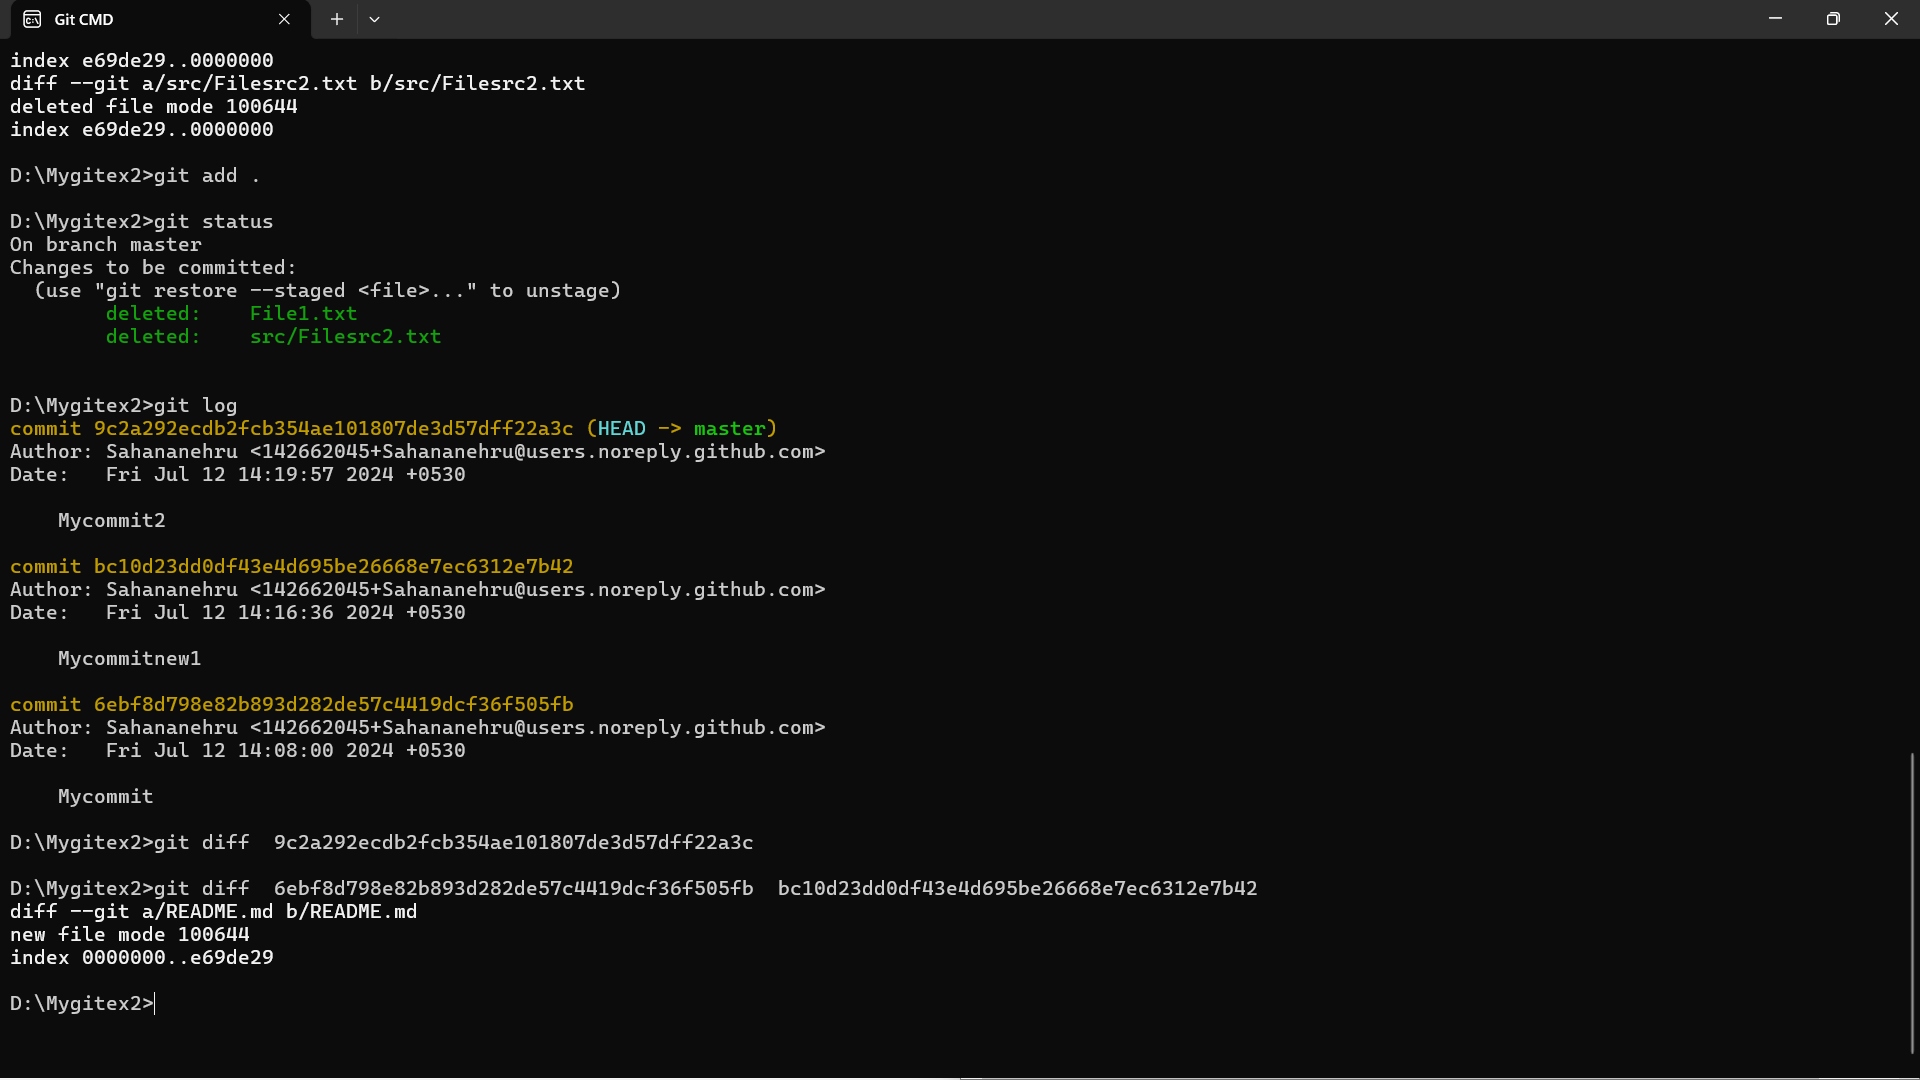 Git CMD
index e69de29..0000000
diff --git a/src/Filesrc2.txt b/src/Filesrc2.txt
deleted file mode 100644
index e69de29..0000000
D:\Mygitex2>git add .
D:\Mygitex2>git status
On branch master
Changes to be committed:
  (use "git restore --staged <file>..." to unstage)
        deleted:    File1.txt
        deleted:    src/Filesrc2.txt
D:\Mygitex2>git log
commit 9c2a292ecdb2fcb354ae101807de3d57dff22a3c (HEAD -> master)
Author: Sahananehru <142662045+Sahananehru@users.noreply.github.com>
Date:   Fri Jul 12 14:19:57 2024 +0530
    Mycommit2
commit bc10d23dd0df43e4d695be26668e7ec6312e7b42
Author: Sahananehru <142662045+Sahananehru@users.noreply.github.com>
Date:   Fri Jul 12 14:16:36 2024 +0530
    Mycommitnew1
commit 6ebf8d798e82b893d282de57c4419dcf36f505fb
Author: Sahananehru <142662045+Sahananehru@users.noreply.github.com>
Date:   Fri Jul 12 14:08:00 2024 +0530
    Mycommit
D:\Mygitex2>git diff  9c2a292ecdb2fcb354ae101807de3d57dff22a3c
D:\Mygitex2>git diff  6ebf8d798e82b893d282de57c4419dcf36f505fb  bc10d23dd0df43e4d695be26668e7ec6312e7b42
diff --git a/README.md b/README.md
new file mode 100644
index 0000000..e69de29
D:\Mygitex2>